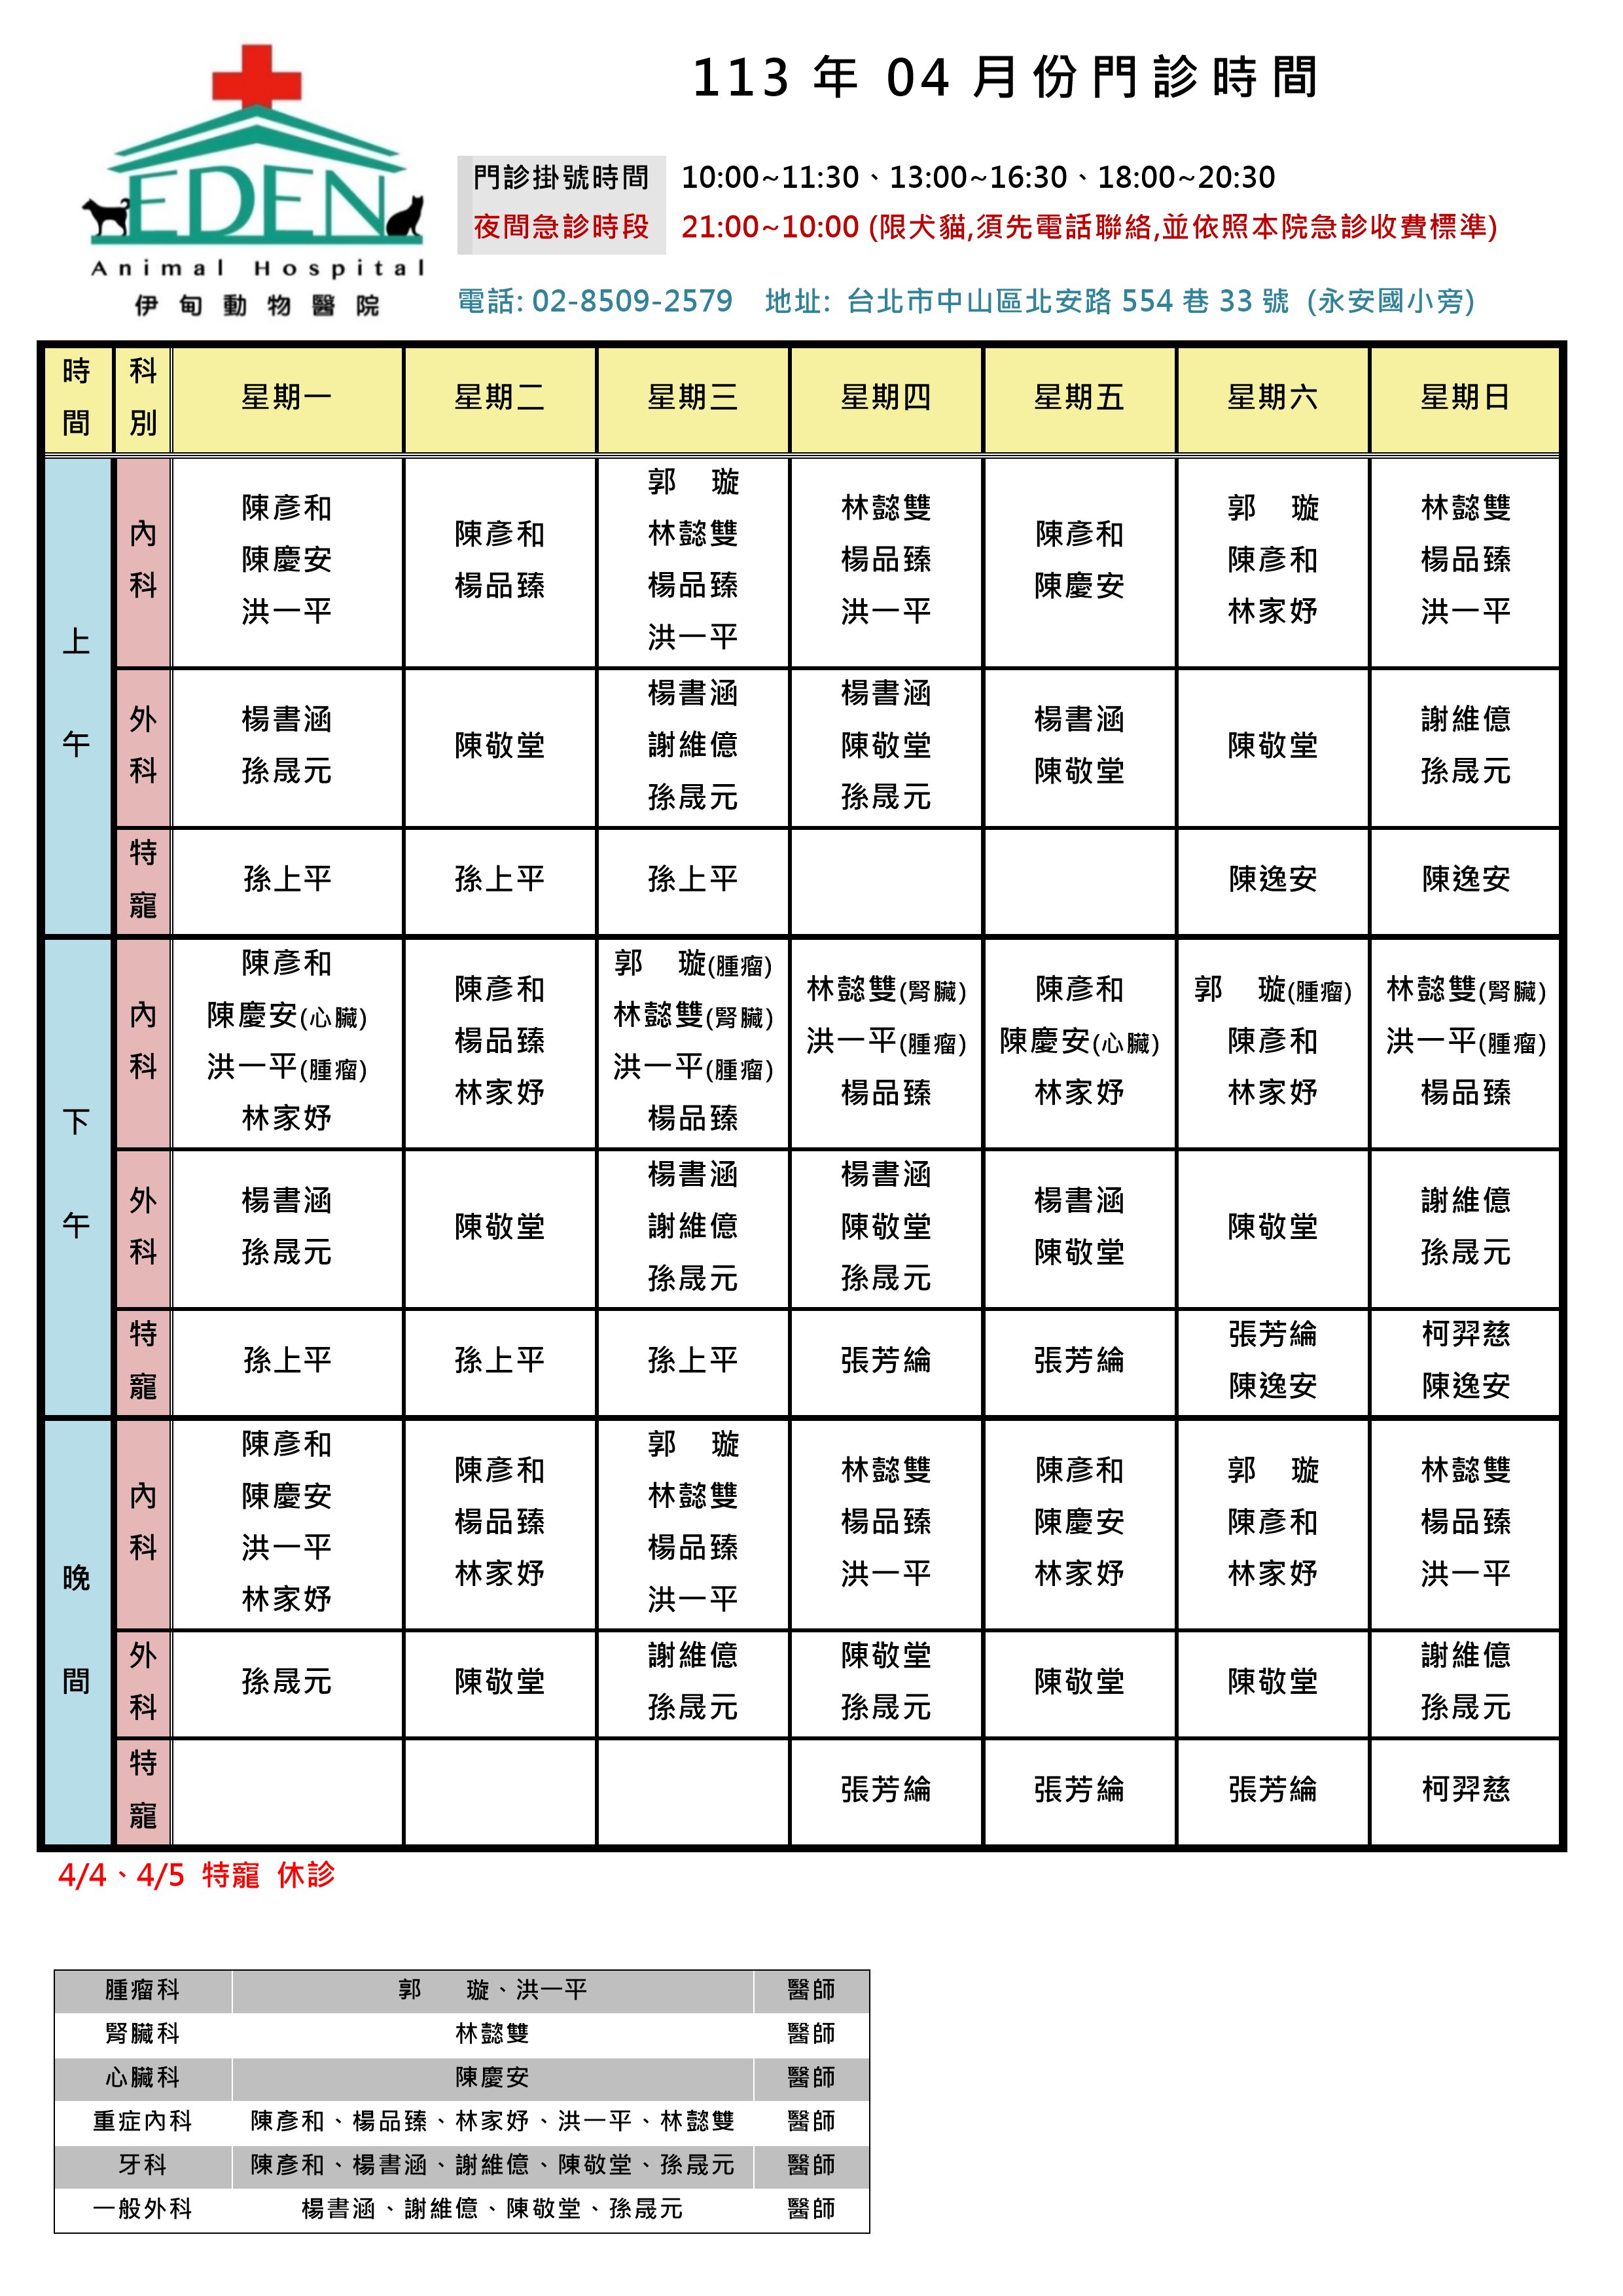 113 年 04 月份門診時間
EDEN
Animal Hospital
伊甸動物醫院
門診掛號時間 10:00~11:30、13:00~16:30、18:00~20:30
夜間急診時段 21:00~10:00 (限犬貓,須先電話聯絡,並依照本院急診收費標準)
電話: 02-8509-2579 地址: 台北市中山區北安路 554 巷 33 號 (永安國小旁)
時間 科別 星期一 星期二 星期三 星期四 星期五 星期六 星期日
上午
內科
陳彥和
陳慶安
洪一平
陳彥和
楊品臻
郭 璇
林懿雙
楊品臻
洪一平
林懿雙
楊品臻
洪一平
陳彥和
陳慶安
郭 璇
陳彥和
林家妤
林懿雙
楊品臻
洪一平
外科
楊書涵
孫晟元
陳敬堂
楊書涵
謝維億
孫晟元
楊書涵
陳敬堂
孫晟元
楊書涵
陳敬堂
陳敬堂
謝維億
孫晟元
特寵
孫上平
孫上平
孫上平
陳逸安
陳逸安
下午
內科
陳彥和
陳慶安(心臟)
洪一平(腫瘤)
林家妤
陳彥和
楊品臻
林家妤
郭 璇(腫瘤)
林懿雙(腎臟)
洪一平(腫瘤)
楊品臻
林懿雙(腎臟)
洪一平(腫瘤)
楊品臻
陳彥和
陳慶安(心臟)
林家妤
郭 璇(腫瘤)
陳彥和
林家妤
林懿雙(腎臟)
洪一平(腫瘤)
楊品臻
外科
楊書涵
孫晟元
陳敬堂
楊書涵
謝維億
孫晟元
楊書涵
陳敬堂
孫晟元
楊書涵
陳敬堂
陳敬堂
謝維億
孫晟元
特寵
孫上平
孫上平
孫上平
張芳綸
張芳綸
張芳綸
陳逸安
柯羿慈
陳逸安
晚間
內科
陳彥和
陳慶安
洪一平
林家妤
陳彥和
楊品臻
林家妤
郭 璇
林懿雙
楊品臻
洪一平
林懿雙
楊品臻
洪一平
陳彥和
陳慶安
林家妤
郭 璇
陳彥和
林家妤
林懿雙
楊品臻
洪一平
外科
孫晟元
陳敬堂
謝維億
孫晟元
陳敬堂
孫晟元
陳敬堂
陳敬堂
謝維億
孫晟元
特寵
張芳綸
張芳綸
張芳綸
柯羿慈
4/4、4/5 特寵 休診
腫瘤科 郭 璇、洪一平 醫師
腎臟科 林懿雙 醫師
心臟科 陳慶安 醫師
重症內科 陳彥和、楊品臻、林家妤、洪一平、林懿雙 醫師
牙科 陳彥和、楊書涵、謝維億、陳敬堂、孫晟元 醫師
一般外科 楊書涵、謝維億、陳敬堂、孫晟元 醫師